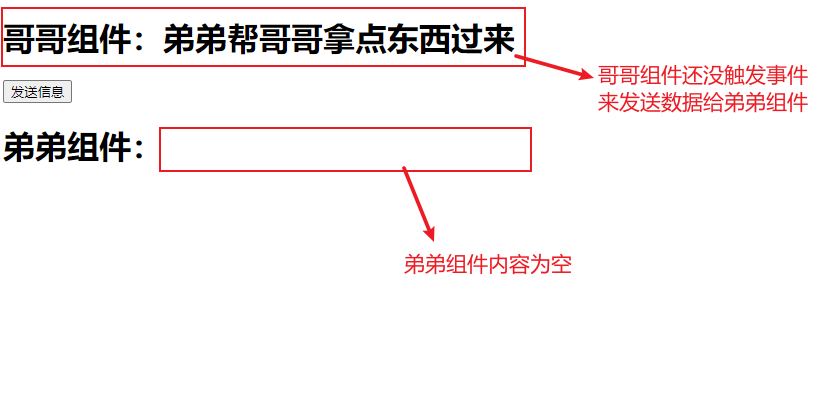 哥哥组件：弟弟帮哥哥拿点东西过来
哥哥组件还没触发事件
来发送数据给弟弟组件
发送信息
弟弟组件：
弟弟组件内容为空